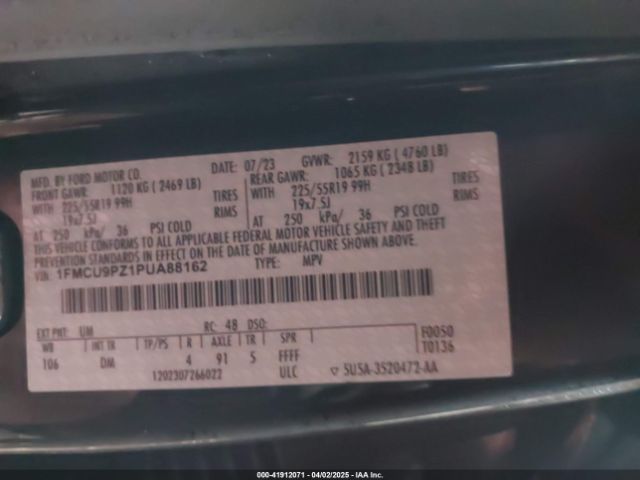 MFD. BY FORD MOTOR CO. DATE: 07/23 GVWR: 2159 KG ( 4760 LB)
FRONT GAWR: 1120 KG ( 2469 LB) REAR GAWR: 1065 KG ( 2348 LB)
WITH 225/55R19 99H TIRES WITH 225/55R19 99H TIRES
19x7.5J RIMS 19x7.5J RIMS
AT 250 kPa/ 36 PSI COLD AT 250 kPa/ 36 PSI COLD
THIS VEHICLE CONFORMS TO ALL APPLICABLE FEDERAL MOTOR VEHICLE SAFETY AND THEFT
PREVENTION STANDARDS IN EFFECT ON THE DATE OF MANUFACTURE SHOWN ABOVE.
VIN: 1FMCU9PZ1PUA88162 TYPE: MPV
EXT PNT: UM RC: 48 DSO: F0050
WB INT TR TP/PS R AXLE TR SPR T0136
106 DM 4 91 5 FFFF
1202307266022 ULC ▽ 5U5A-3520472-AA
000-41912071 - 04/02/2025 - IAAI, Inc.